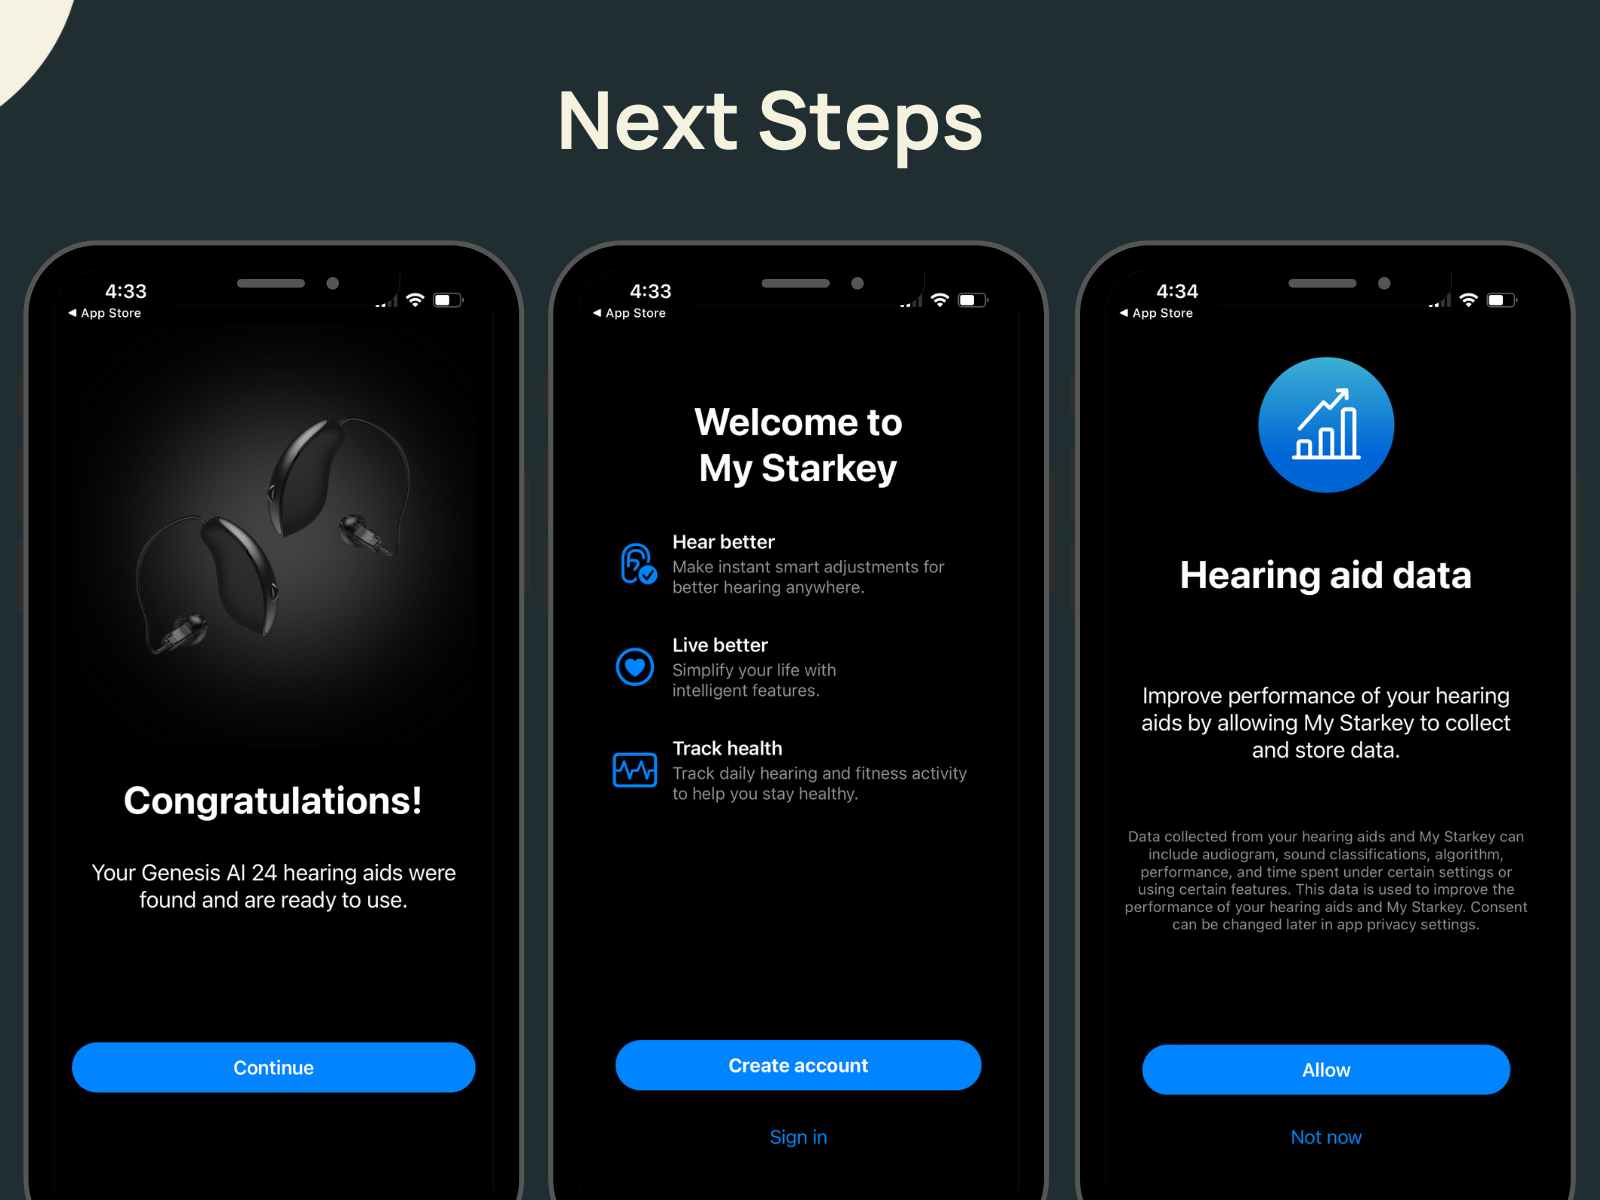 Next Steps
4:33
◀ App Store
Congratulations!
Your Genesis AI 24 hearing aids were
found and are ready to use.
Continue
4:33
◀ App Store
Welcome to
My Starkey
Hear better
Make instant smart adjustments for
better hearing anywhere.
Live better
Simplify your life with
intelligent features.
Track health
Track daily hearing and fitness activity
to help you stay healthy.
Create account
Sign in
4:34
◀ App Store
Hearing aid data
Improve performance of your hearing
aids by allowing My Starkey to collect
and store data.
Data collected from your hearing aids and My Starkey can
include audiogram, sound classifications, algorithm,
performance, and time spent under certain settings or
using certain features. This data is used to improve the
performance of your hearing aids and My Starkey. Consent
can be changed later in app privacy settings.
Allow
Not now